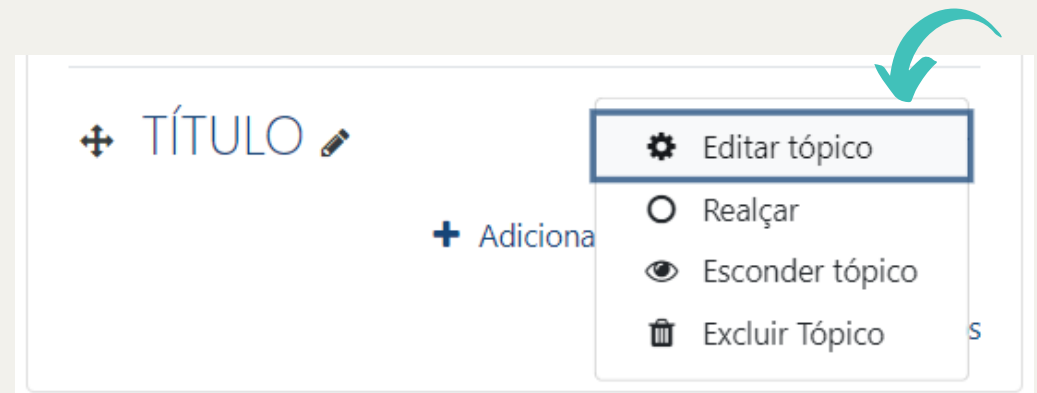 TÍTULO
Editar tópico
Realçar
Adiciona
Esconder tópico
Excluir Tópico
s